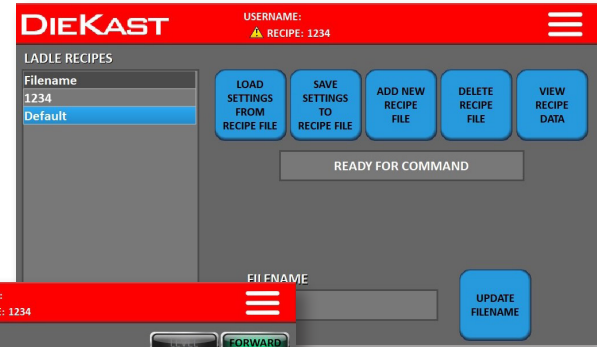 DIEKAST
USERNAME:
RECIPE: 1234
LADLE RECIPES
Filename
1234
Default
LOAD
SETTINGS
FROM
RECIPE FILE
SAVE
SETTINGS
TO
RECIPE FILE
ADD NEW
RECIPE
FILE
DELETE
RECIPE
FILE
VIEW
RECIPE
DATA
READY FOR COMMAND
FILENAME
UPDATE
FILENAME
: 1234
LEVEL
FORWARD